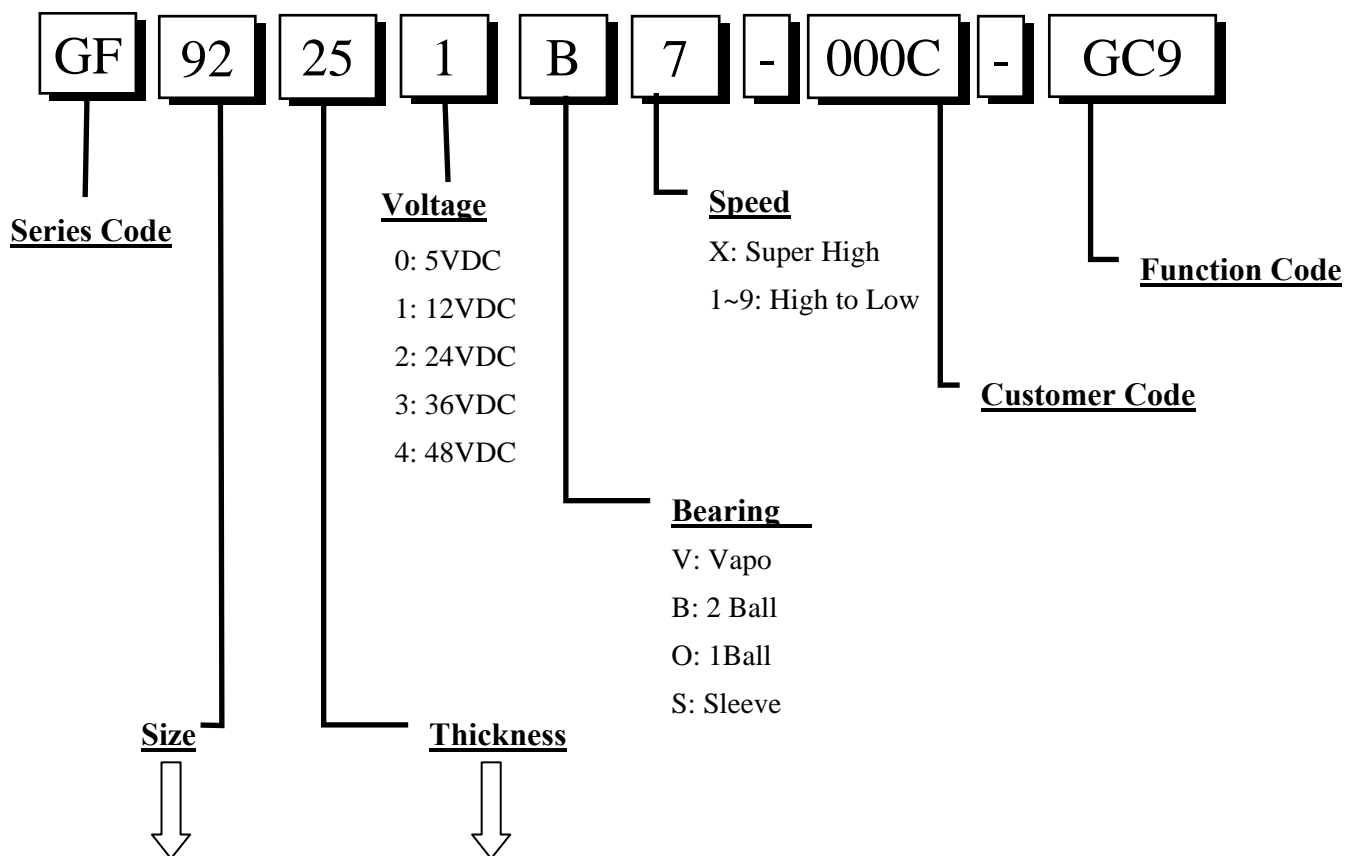 GF 92 25 1 B 7 - 000C - GC9
Series Code
Voltage
0: 5VDC
1: 12VDC
2: 24VDC
3: 36VDC
4: 48VDC
Speed
X: Super High
1~9: High to Low
Function Code
Customer Code
Bearing
V: Vapo
B: 2 Ball
O: 1Ball
S: Sleeve
Size
Thickness